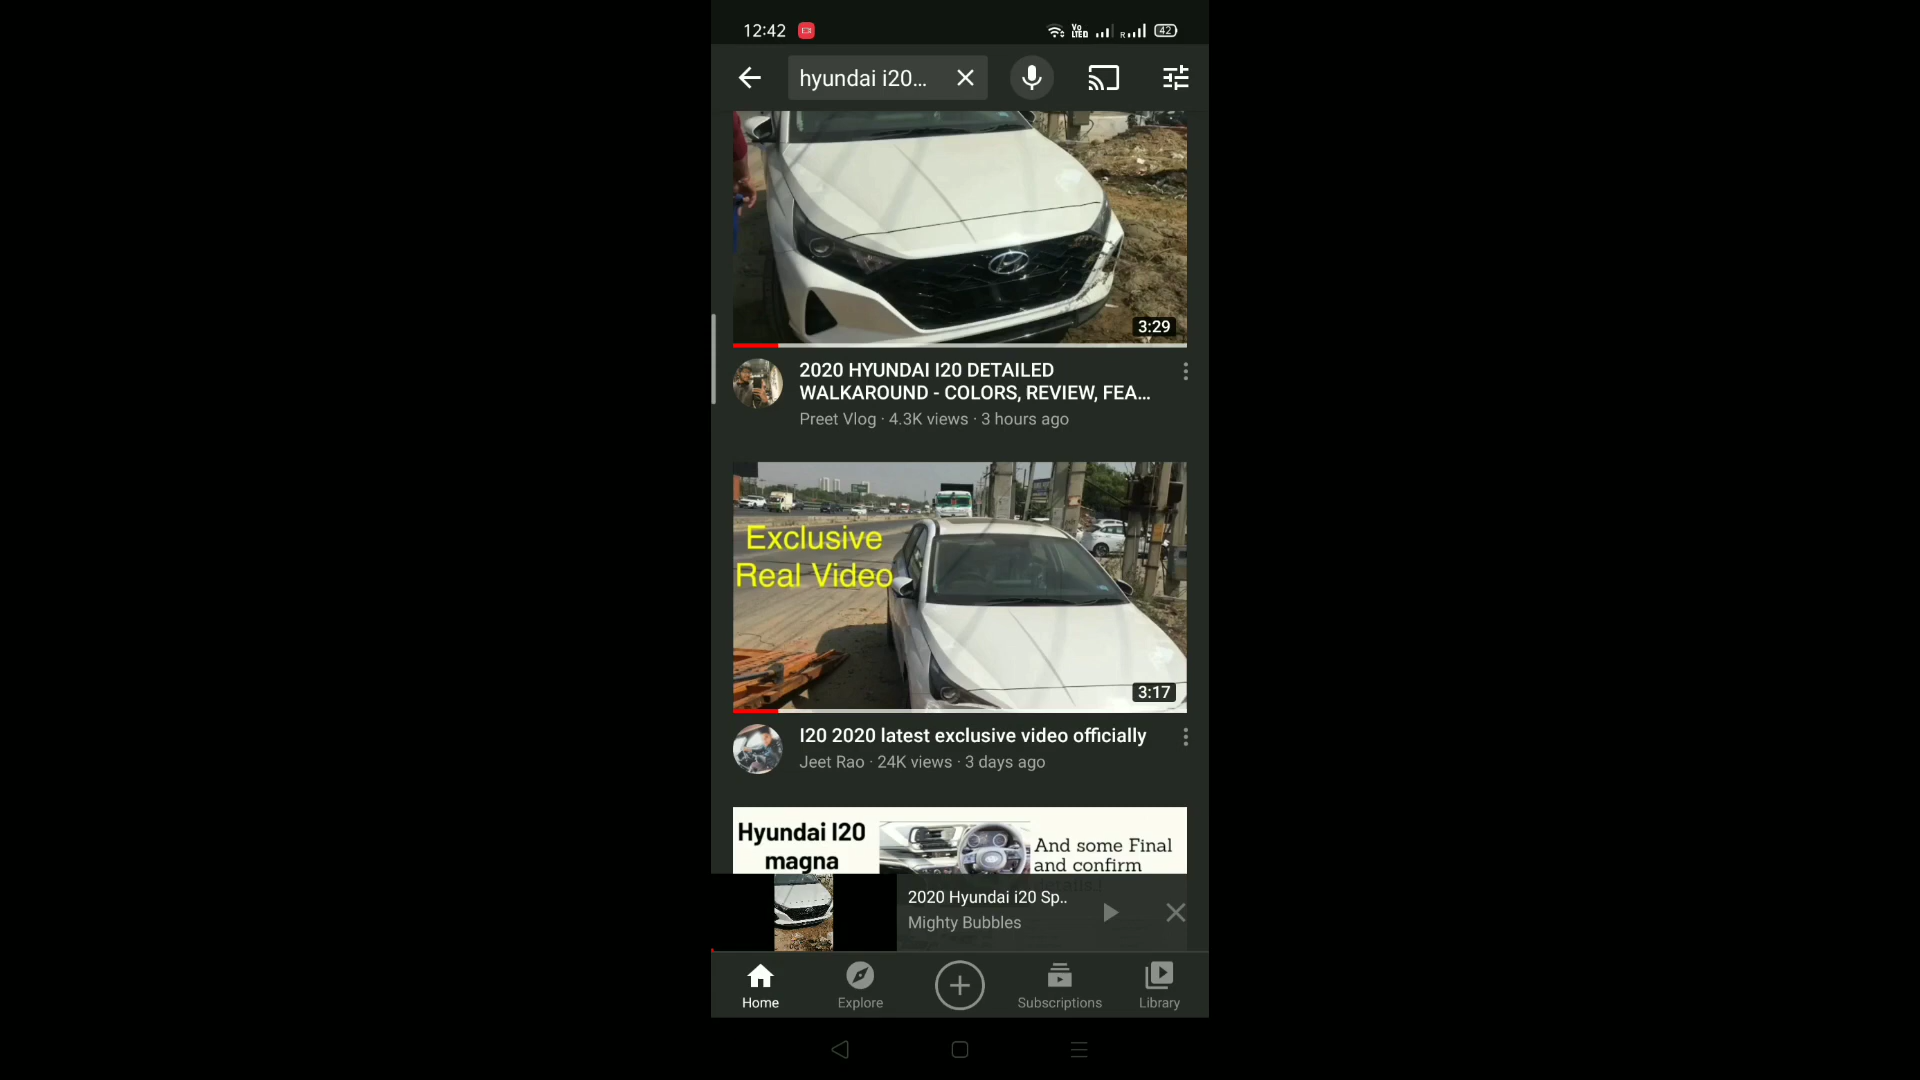 12:42
Vo
LTED
R
42
hyundai i20...
3:29
2020 HYUNDAI I20 DETAILED
WALKAROUND - COLORS, REVIEW, FEA...
Preet Vlog · 4.3K views · 3 hours ago
Exclusive
Real Video
3:17
I20 2020 latest exclusive video officially
Jeet Rao · 24K views · 3 days ago
Hyundai I20
magna
And some Final
and confirm
2020 Hyundai i20 Sp..
Mighty Bubbles
Home
Explore
Subscriptions
Library